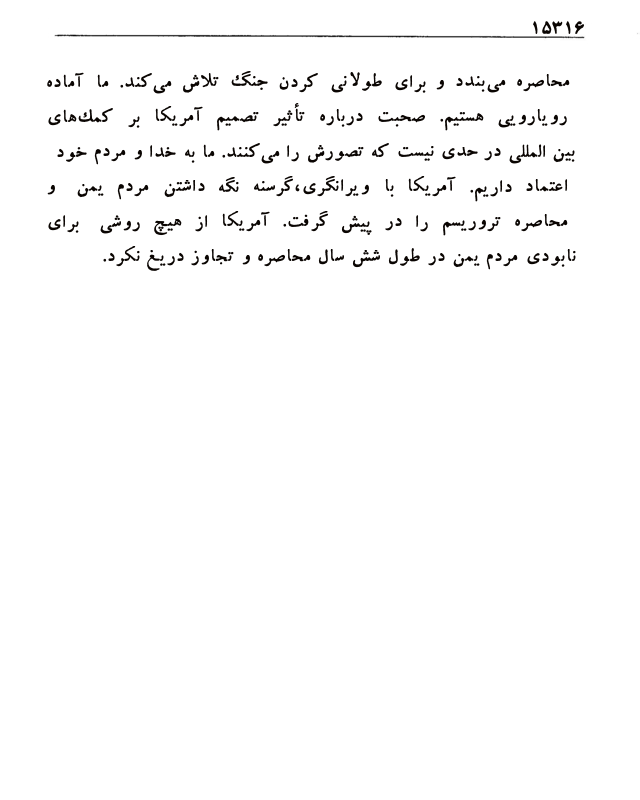 ۱۵۳۱۶
محاصره می‌بندد و برای طولانی کردن جنگ تلاش می‌کند. ما آماده
رویارویی هستیم. صحبت درباره تأثیر تصمیم آمریکا بر کمك‌های
بین المللی در حدی نیست که تصورش را می‌کنند. ما به خدا و مردم خود
اعتماد داریم. آمریکا با ویرانگری،گرسنه نگه داشتن مردم یمن و
محاصره تروریسم را در پیش گرفت. آمریکا از هیچ روشی برای
نابودی مردم یمن در طول شش سال محاصره و تجاوز دریغ نکرد.